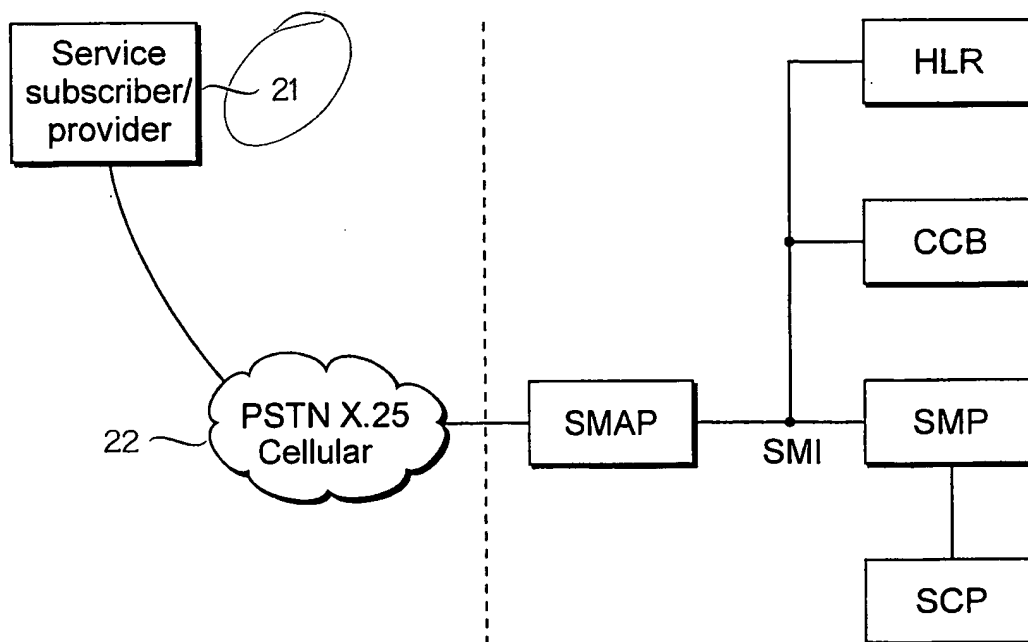 Service
subscriber/
provider
21
HLR
CCB
PSTN X.25
Cellular
22
SMAP
SMI
SMP
SCP